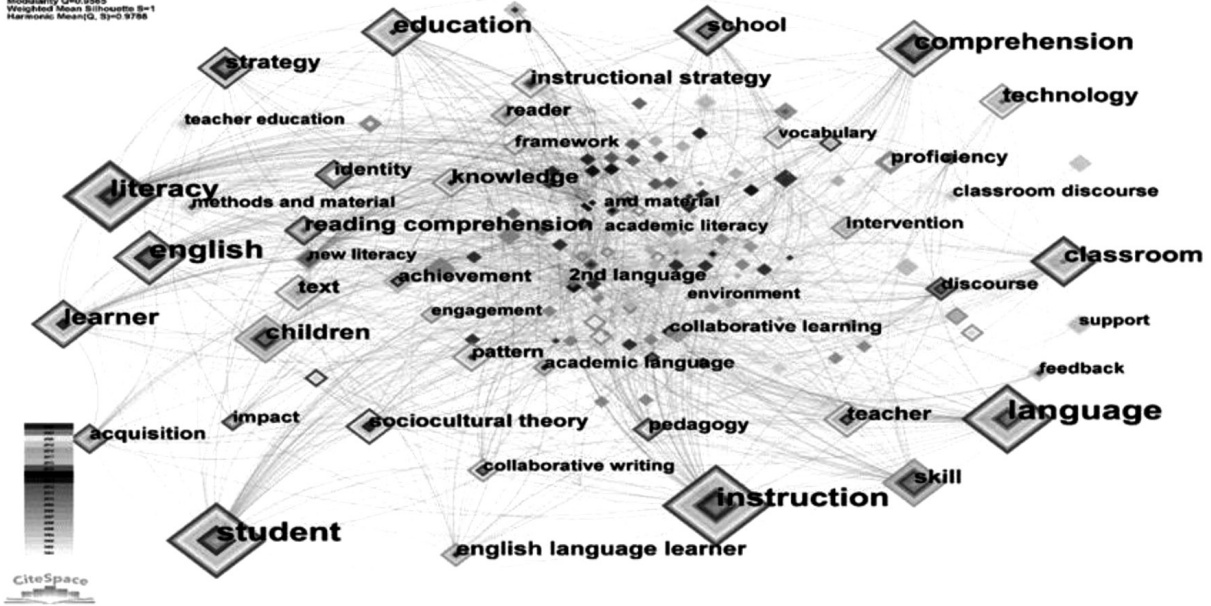 Modularity Q=0.9565
Weighted Mean Silhouette S=1
Harmonic Mean(Q, S)=0.9788
education
school
comprehension
strategy
instructional strategy
technology
reader
teacher education
vocabulary
framework
proficiency
identity
knowledge
literacy
classroom discourse
methods and material
and material
reading comprehension
academic literacy
intervention
english
new literacy
classroom
achievement
2nd language
discourse
text
environment
engagement
learner
support
collaborative learning
children
pattern
academic language
feedback
language
teacher
impact
sociocultural theory
pedagogy
acquisition
collaborative writing
skill
instruction
student
english language learner
CiteSpace